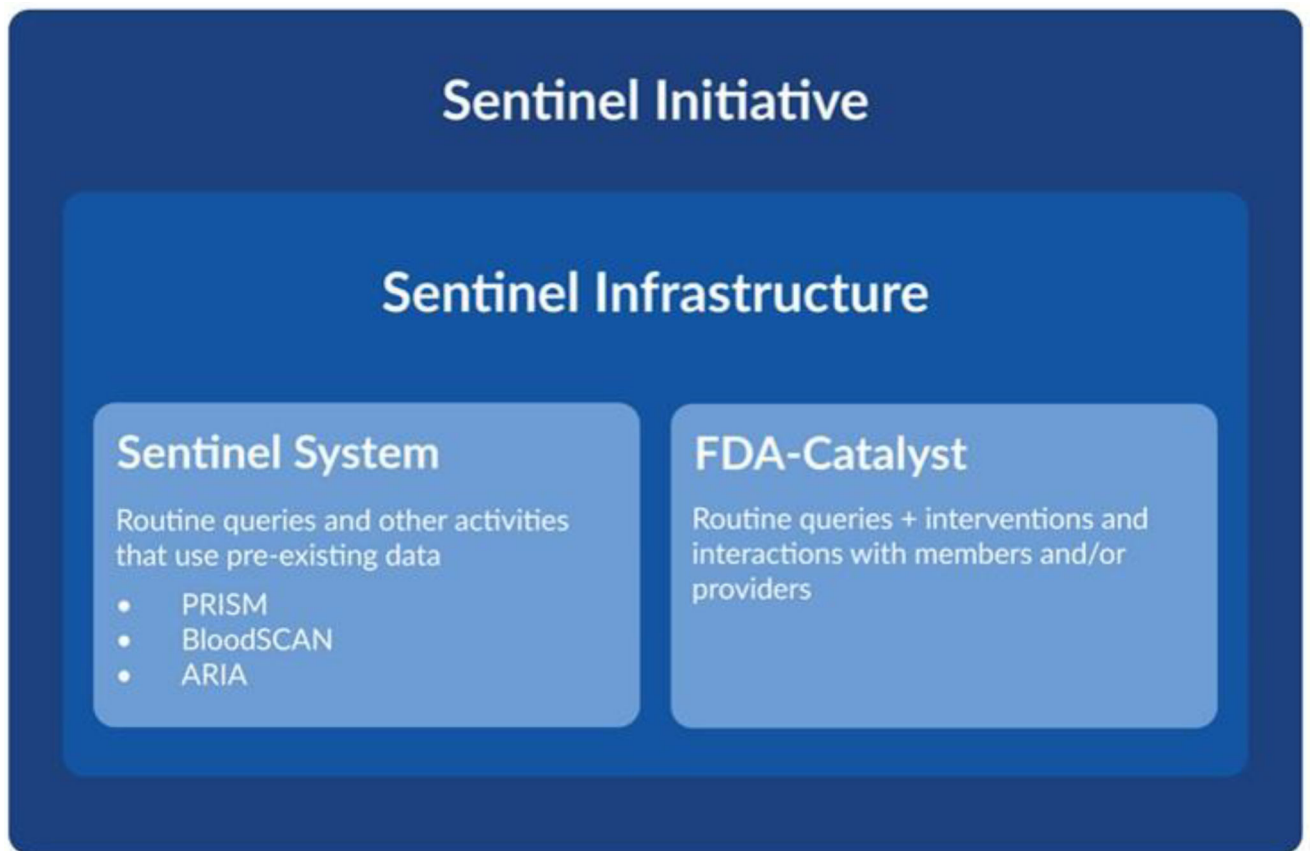 Sentinel Initiative
Sentinel Infrastructure
Sentinel System
Routine queries and other activities
that use pre-existing data
• PRISM
• BloodSCAN
• ARIA
FDA-Catalyst
Routine queries + interventions and
interactions with members and/or
providers